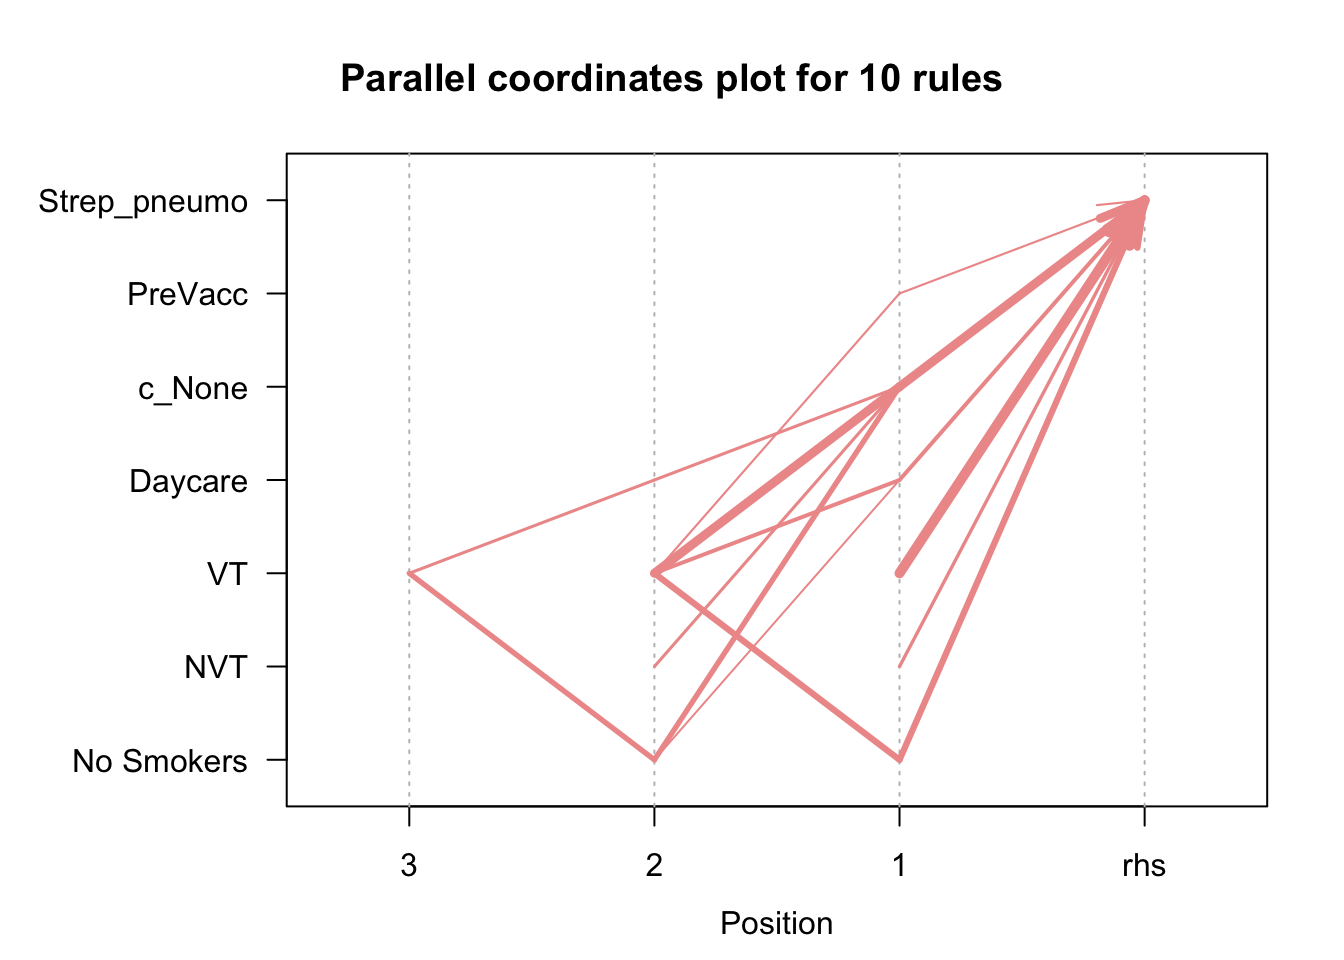 Parallel coordinates plot for 10 rules
Strep_pneumo
PreVacc
c_None
Daycare
VT
NVT
No Smokers
3 2 1 rhs
Position